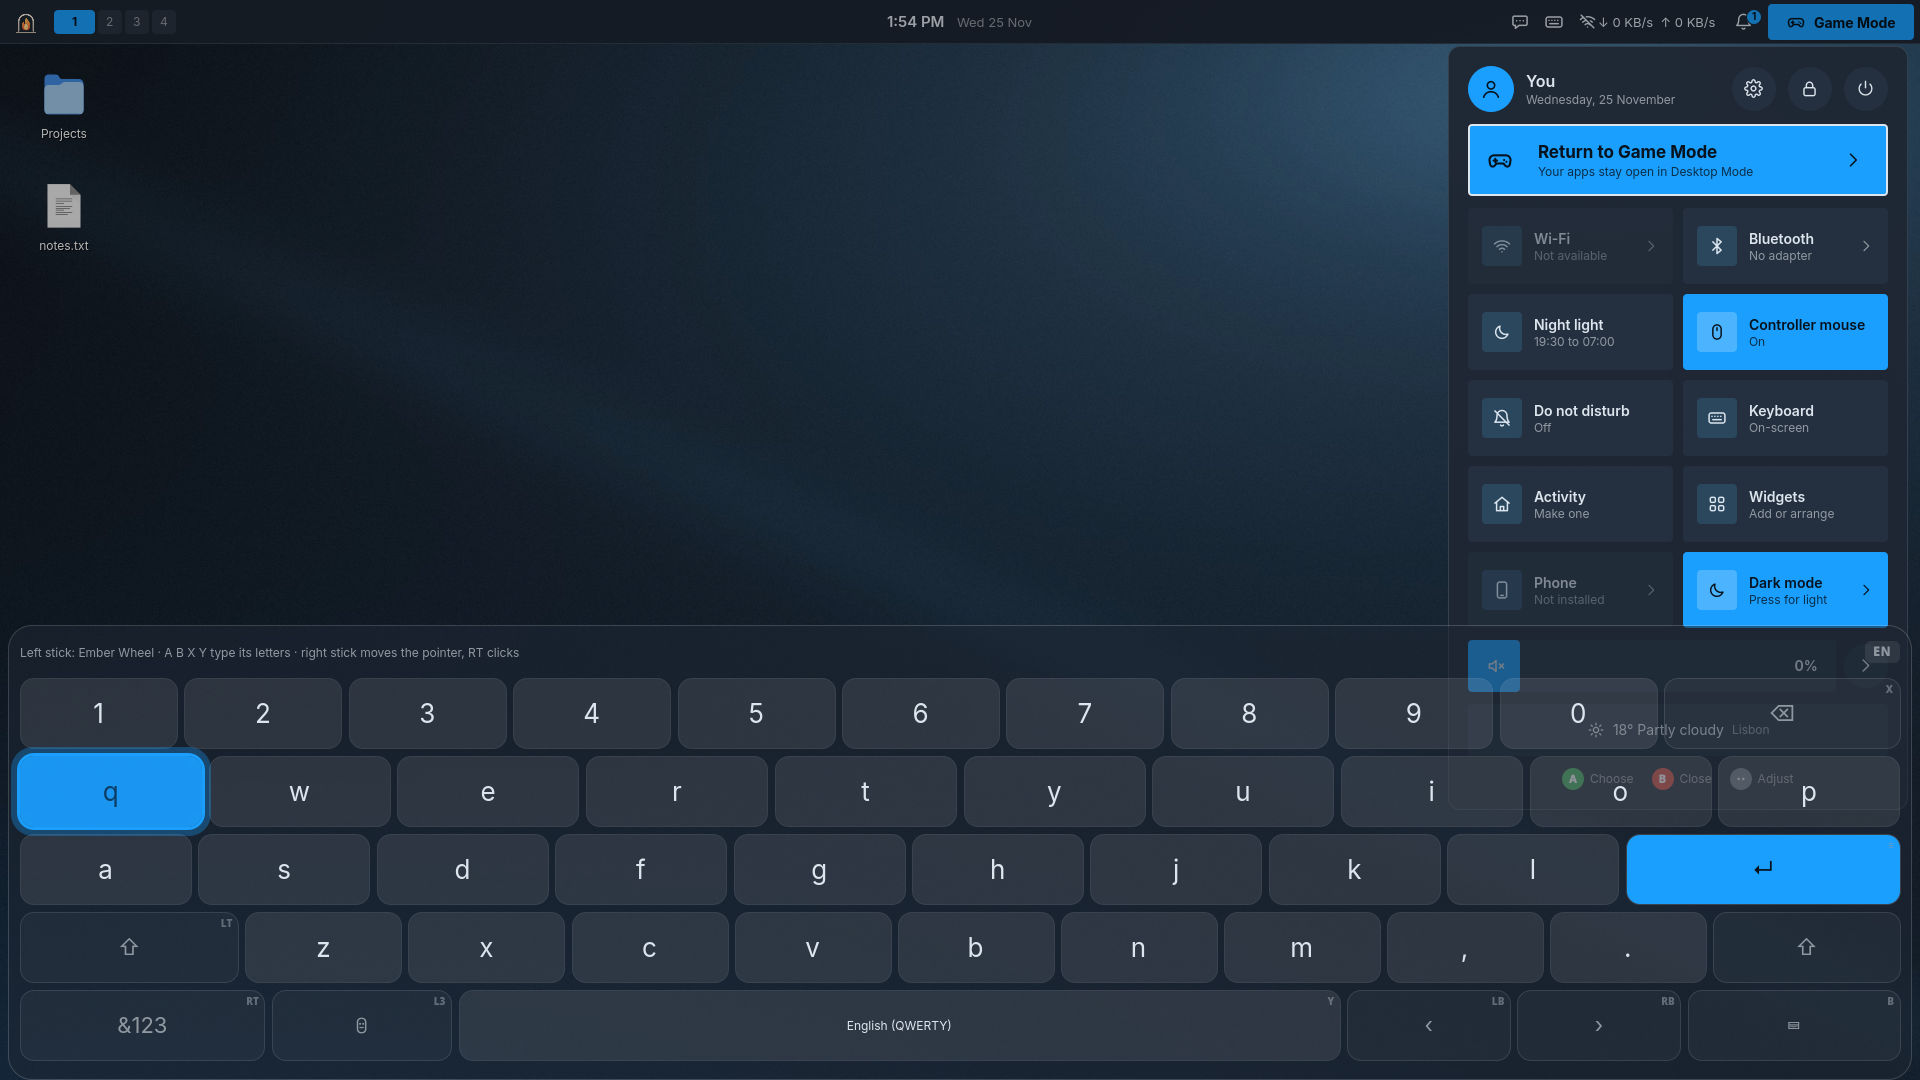 1 2 3 4
1:54 PM Wed 25 Nov
0 KB/s 0 KB/s
1
Game Mode
Projects
notes.txt
You
Wednesday, 25 November
Return to Game Mode
Your apps stay open in Desktop Mode
Wi-Fi
Not available
Bluetooth
No adapter
Night light
19:30 to 07:00
Controller mouse
On
Do not disturb
Off
Keyboard
On-screen
Activity
Make one
Widgets
Add or arrange
Phone
Not installed
Dark mode
Press for light
0%
18° Partly cloudy Lisbon
A Choose B Close Adjust
Left stick: Ember Wheel · A B X Y type its letters · right stick moves the pointer, RT clicks
EN
1 2 3 4 5 6 7 8 9 0 X
q w e r t y u i o p
a s d f g h j k l
LT z x c v b n m , .
&123 RT L3 English (QWERTY) Y ‹ LB › RB B